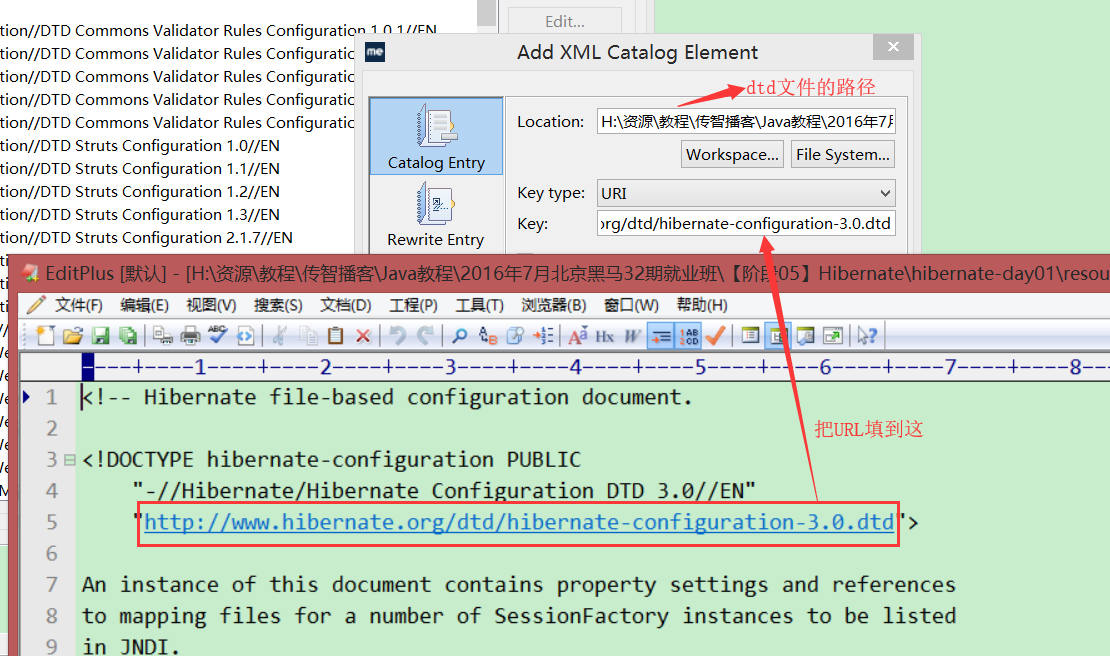 tion//DTD Commons Validator Rules Configuration 1.0.1//EN
tion//DTD Commons Validator Rules Configuratio
tion//DTD Commons Validator Rules Configuratio
tion//DTD Commons Validator Rules Configuratio
tion//DTD Commons Validator Rules Configuratio
tion//DTD Struts Configuration 1.0//EN
tion//DTD Struts Configuration 1.1//EN
tion//DTD Struts Configuration 1.2//EN
tion//DTD Struts Configuration 1.3//EN
tion//DTD Struts Configuration 2.1.7//EN
Edit...
me
Add XML Catalog Element
dtd文件的路径
Catalog Entry
Rewrite Entry
Location: H:\资源\教程\传智播客\Java教程\2016年7月
Workspace... File System...
Key type: URI
Key: org/dtd/hibernate-configuration-3.0.dtd
EditPlus [默认] - [H:\资源\教程\传智播客\Java教程\2016年7月北京黑马32期就业班\【阶段05】Hibernate\hibernate-day01\resou
文件(F) 编辑(E) 视图(V) 搜索(S) 文档(D) 工程(P) 工具(T) 浏览器(B) 窗口(W) 帮助(H)
----+----1----+----2----+----3----+----4----+----5----+----6----+----7----+----8--
1 <!-- Hibernate file-based configuration document.
2
3 <!DOCTYPE hibernate-configuration PUBLIC
4 "-//Hibernate/Hibernate Configuration DTD 3.0//EN"
5 "http://www.hibernate.org/dtd/hibernate-configuration-3.0.dtd">
6
7 An instance of this document contains property settings and references
8 to mapping files for a number of SessionFactory instances to be listed
9 in JNDI.
把URL填到这